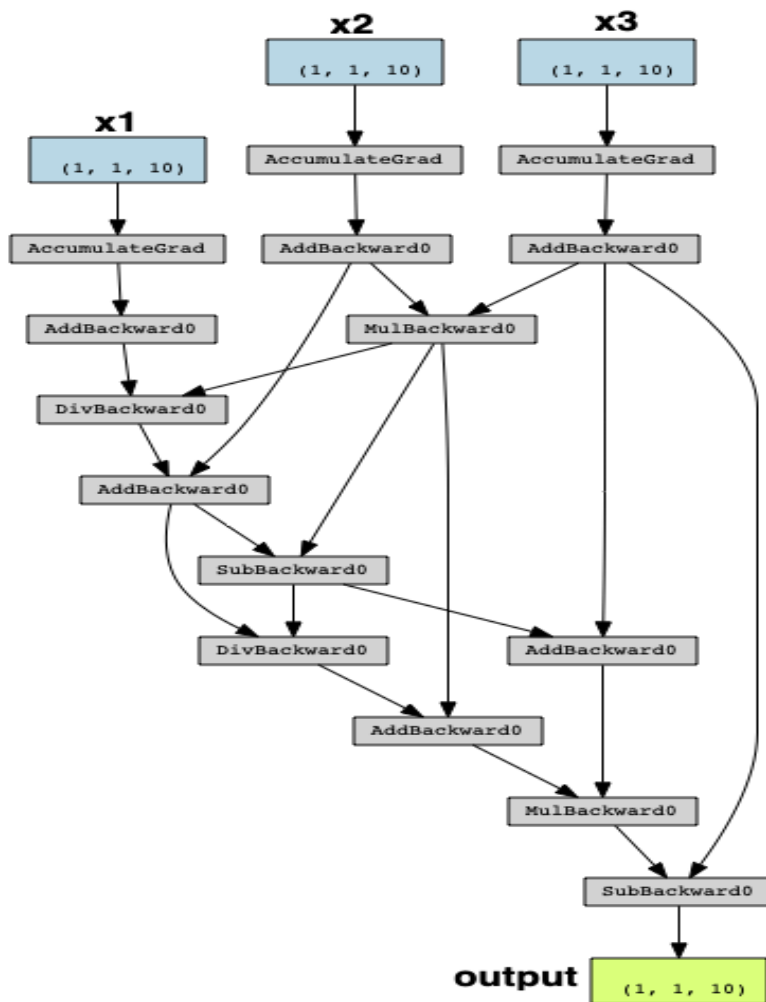 x2 x3
(1, 1, 10) (1, 1, 10)
x1
(1, 1, 10)
AccumulateGrad AccumulateGrad
AccumulateGrad AddBackward0 AddBackward0
AddBackward0 MulBackward0
DivBackward0
AddBackward0
SubBackward0
DivBackward0 AddBackward0
AddBackward0
MulBackward0
SubBackward0
output
(1, 1, 10)